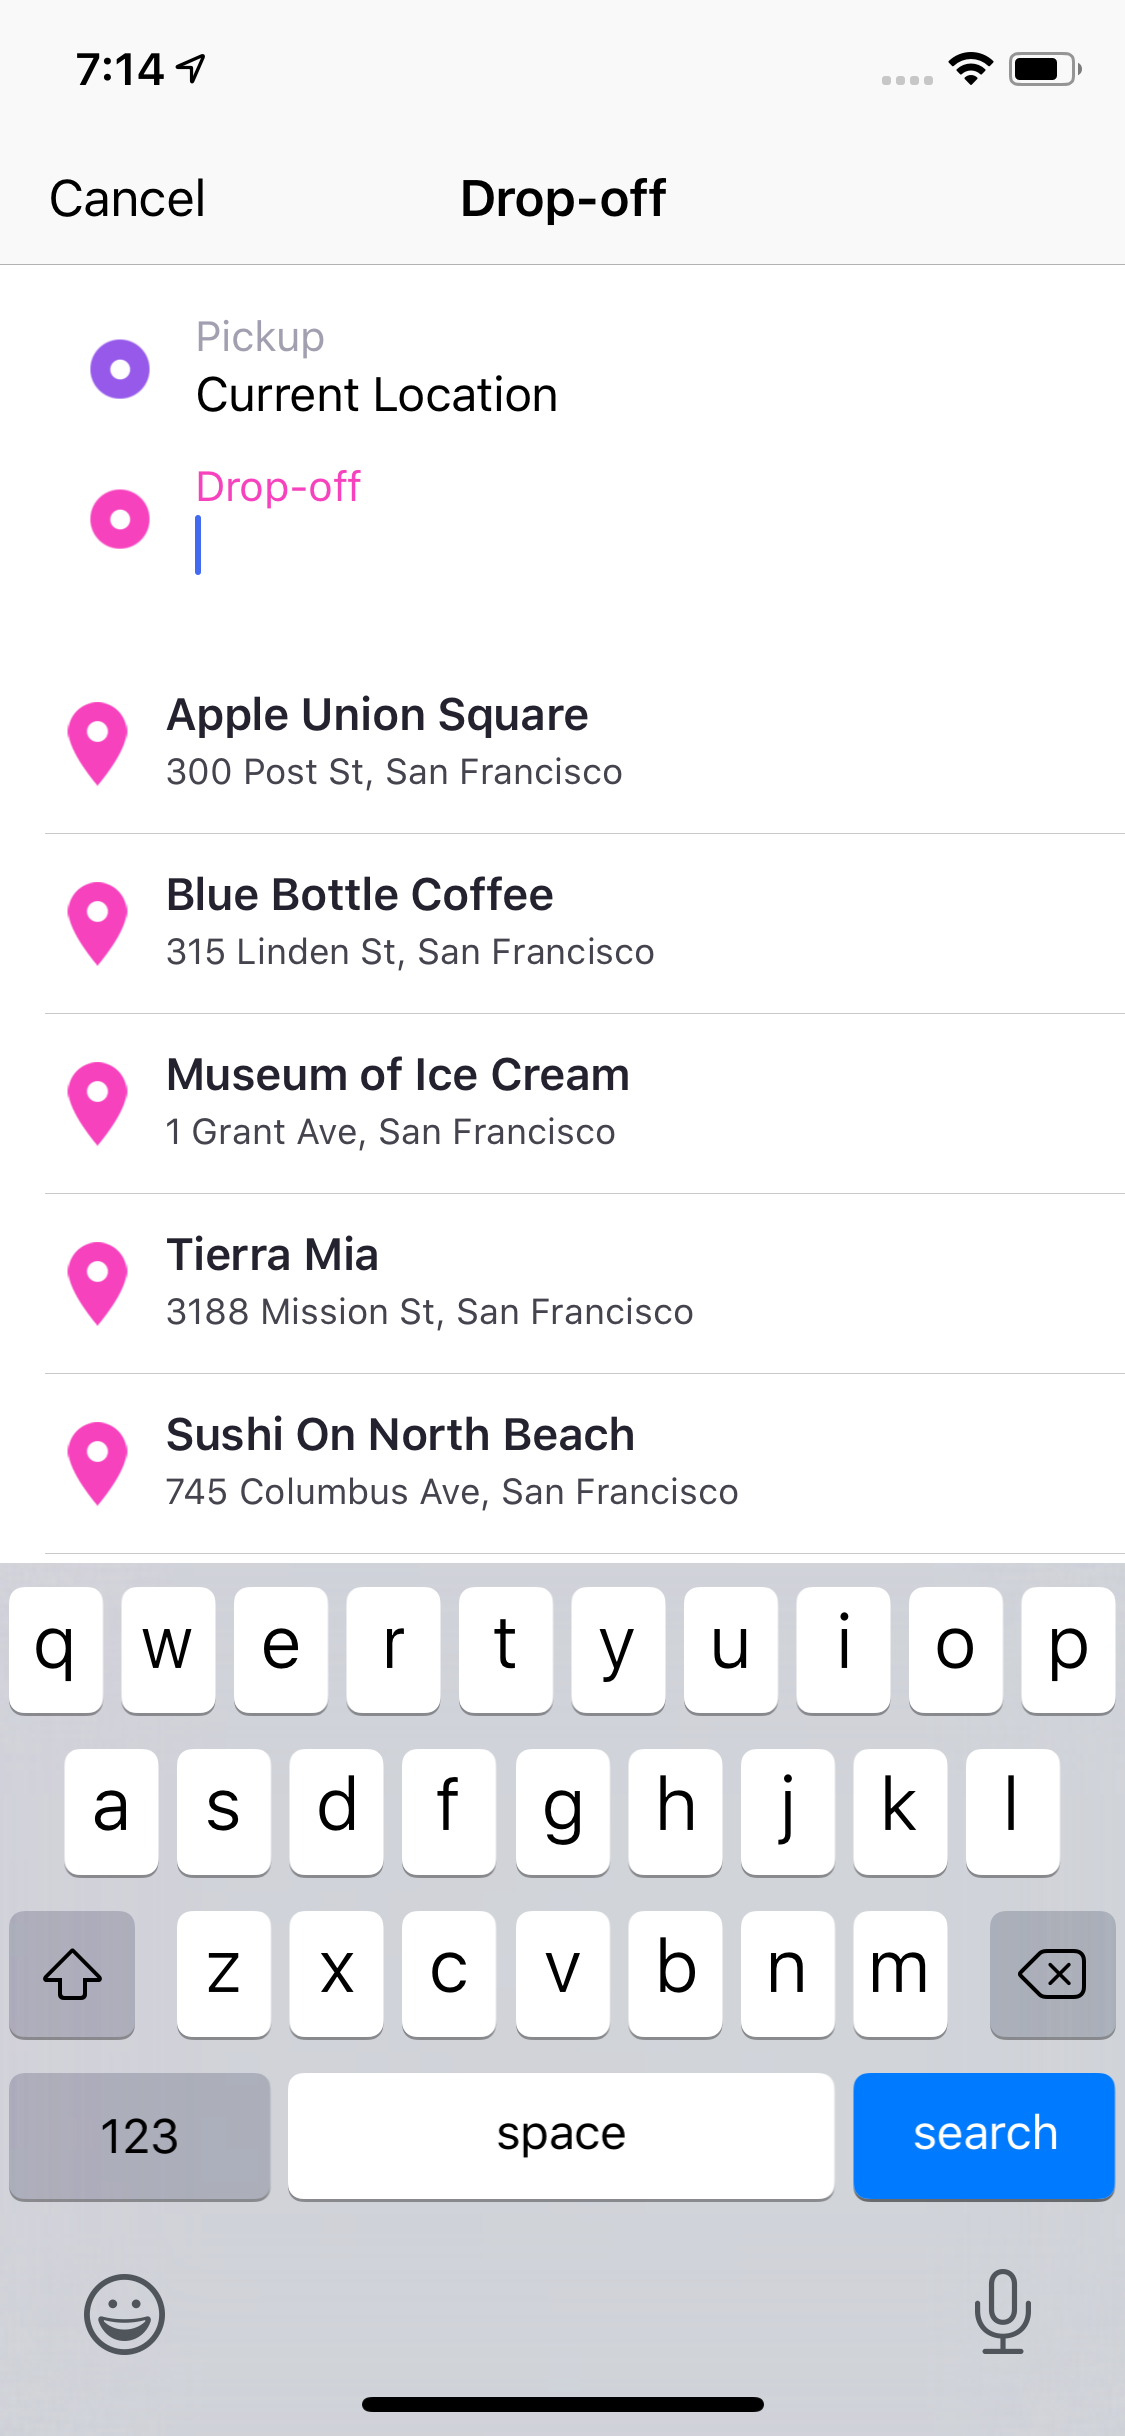 7:14
Cancel
Drop-off
Pickup
Current Location
Drop-off
Apple Union Square
300 Post St, San Francisco
Blue Bottle Coffee
315 Linden St, San Francisco
Museum of Ice Cream
1 Grant Ave, San Francisco
Tierra Mia
3188 Mission St, San Francisco
Sushi On North Beach
745 Columbus Ave, San Francisco
q w e r t y u i o p
a s d f g h j k l
z x c v b n m
123 space search